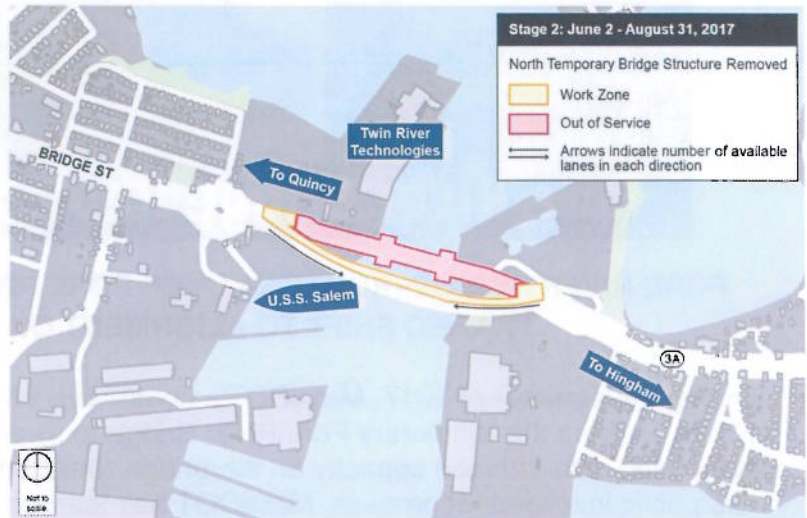 Stage 2: June 2 - August 31, 2017
North Temporary Bridge Structure Removed
Work Zone
Out of Service
Arrows indicate number of available
lanes in each direction
Twin River
Technologies
BRIDGE ST
To Quincy
U.S.S. Salem
3A
To Hingham
Not to
scale